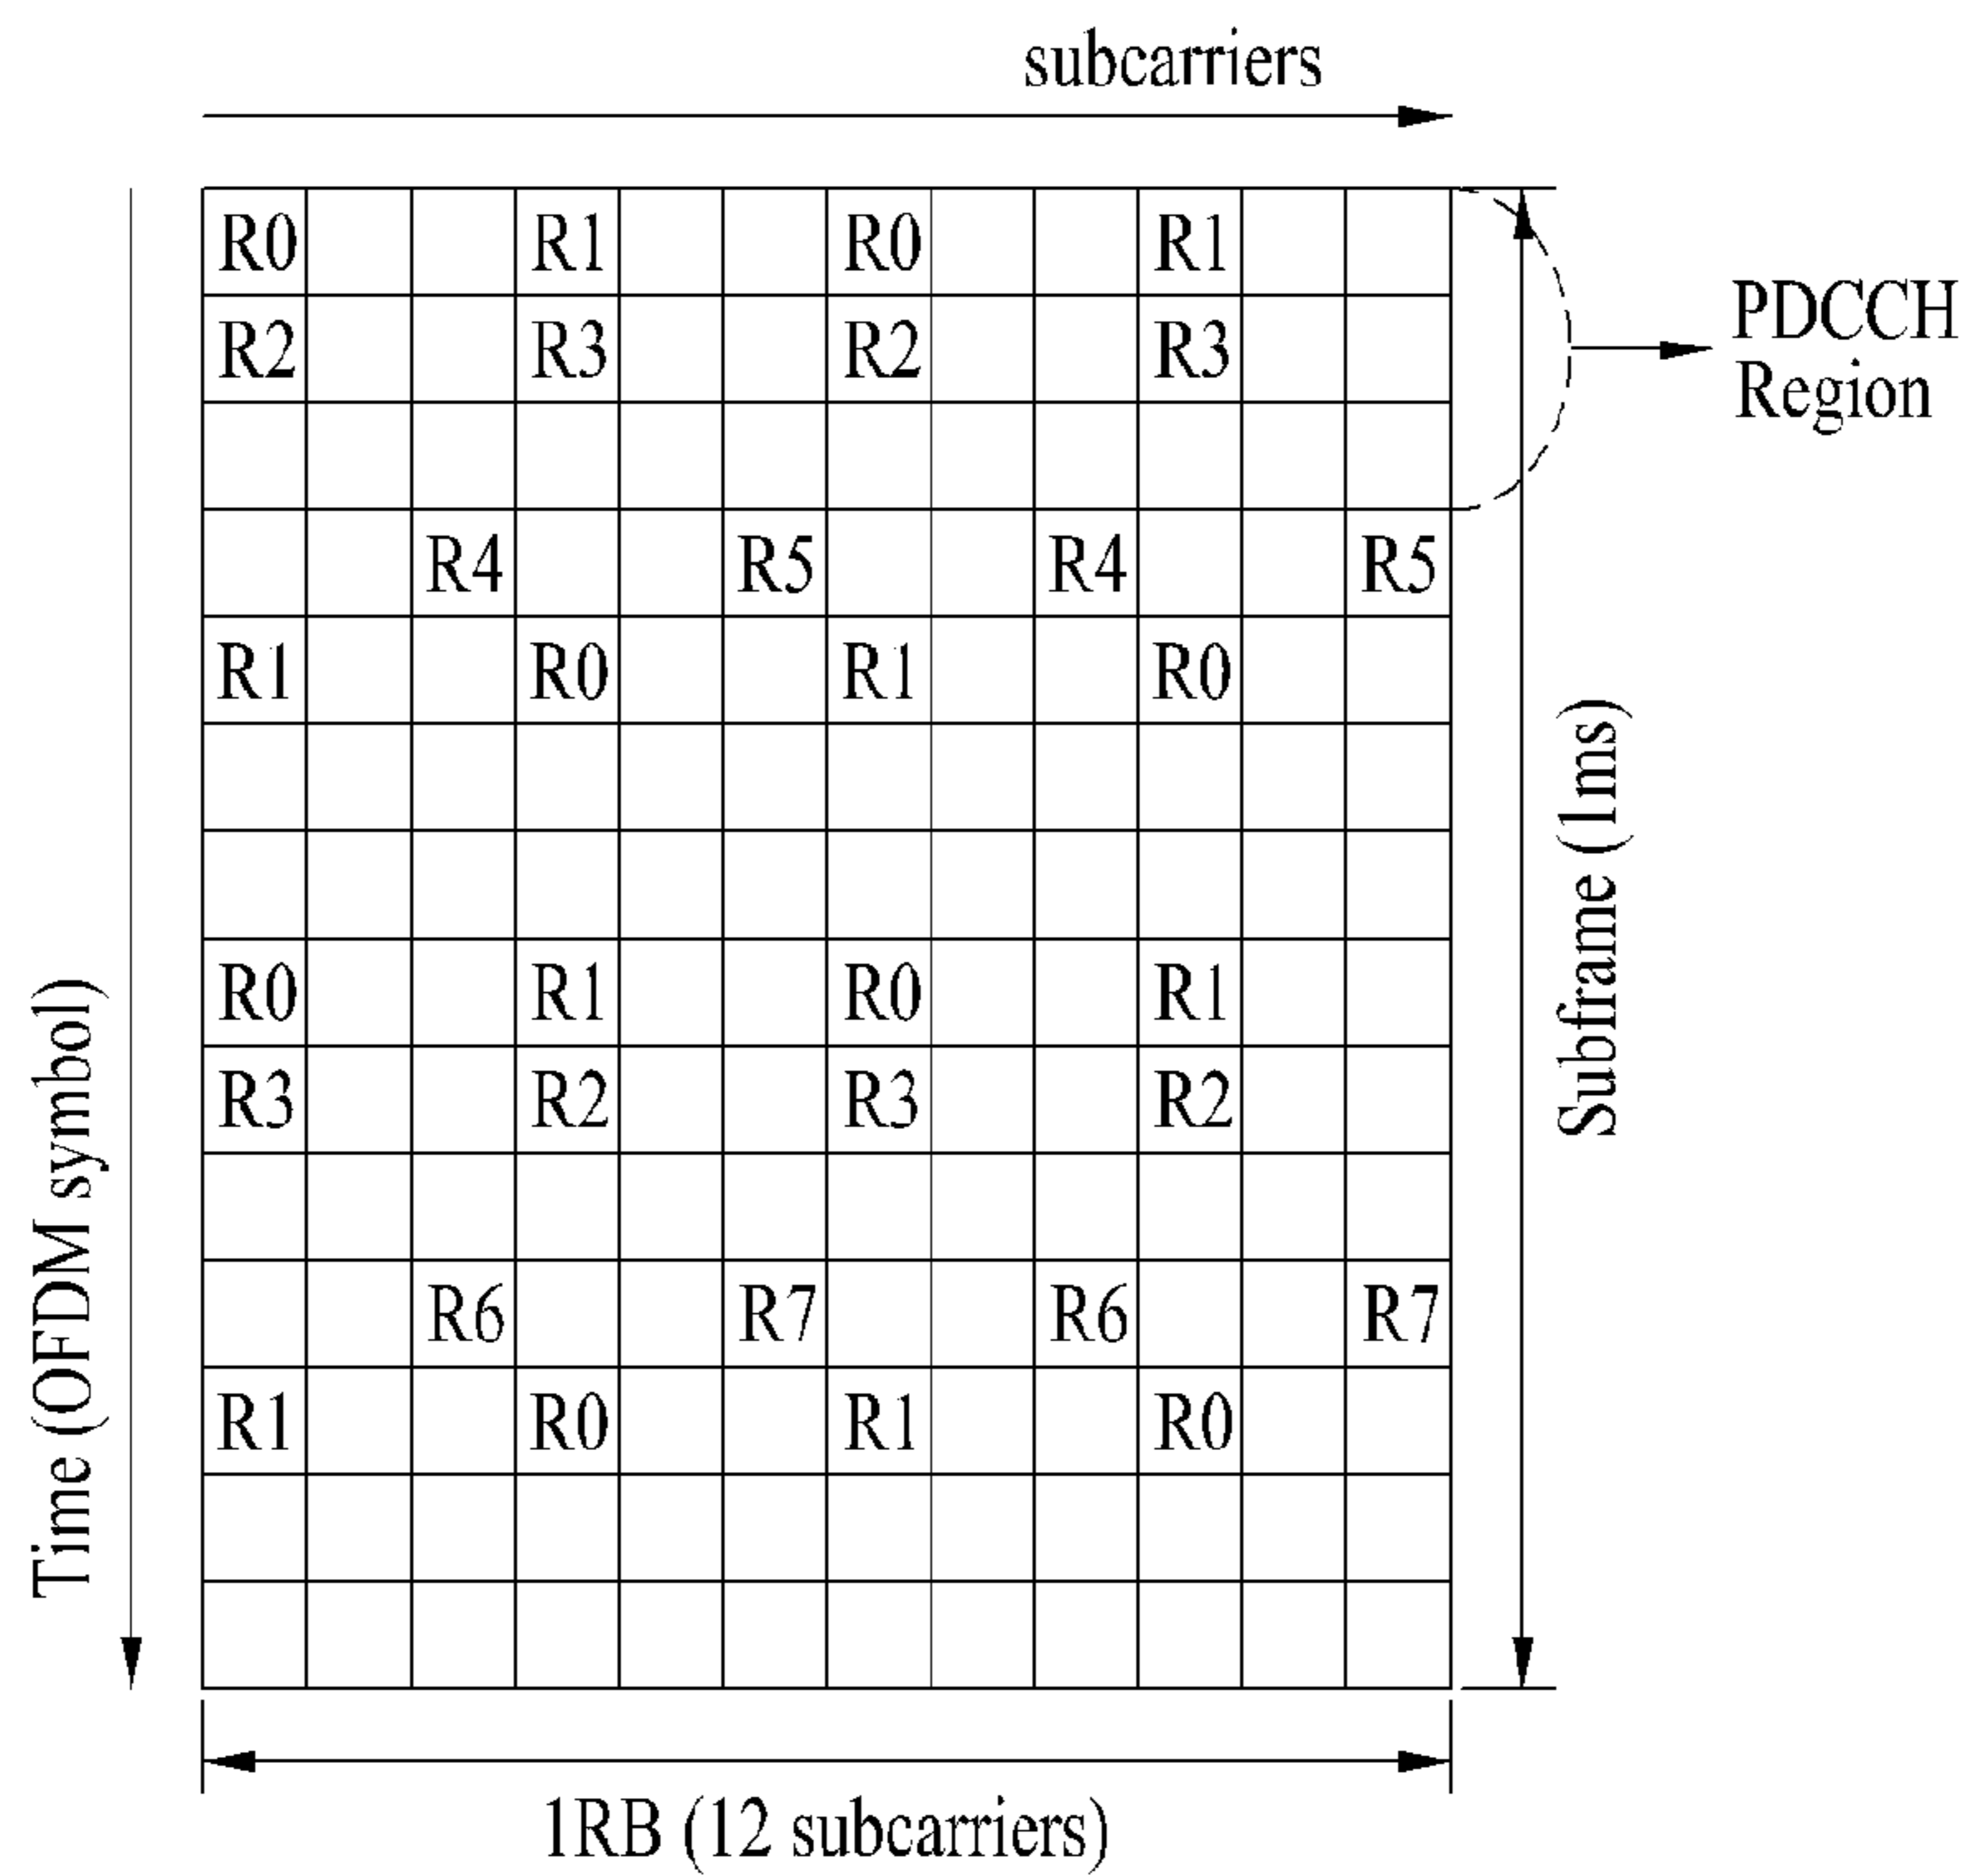 subcarriers
R0 R1 R0 R1
R2 R3 R2 R3
PDCCH
Region
R4 R5 R4 R5
R1 R0 R1 R0
Subframe (1ms)
R0 R1 R0 R1
R3 R2 R3 R2
Time (OFDM symbol)
R6 R7 R6 R7
R1 R0 R1 R0
1RB (12 subcarriers)